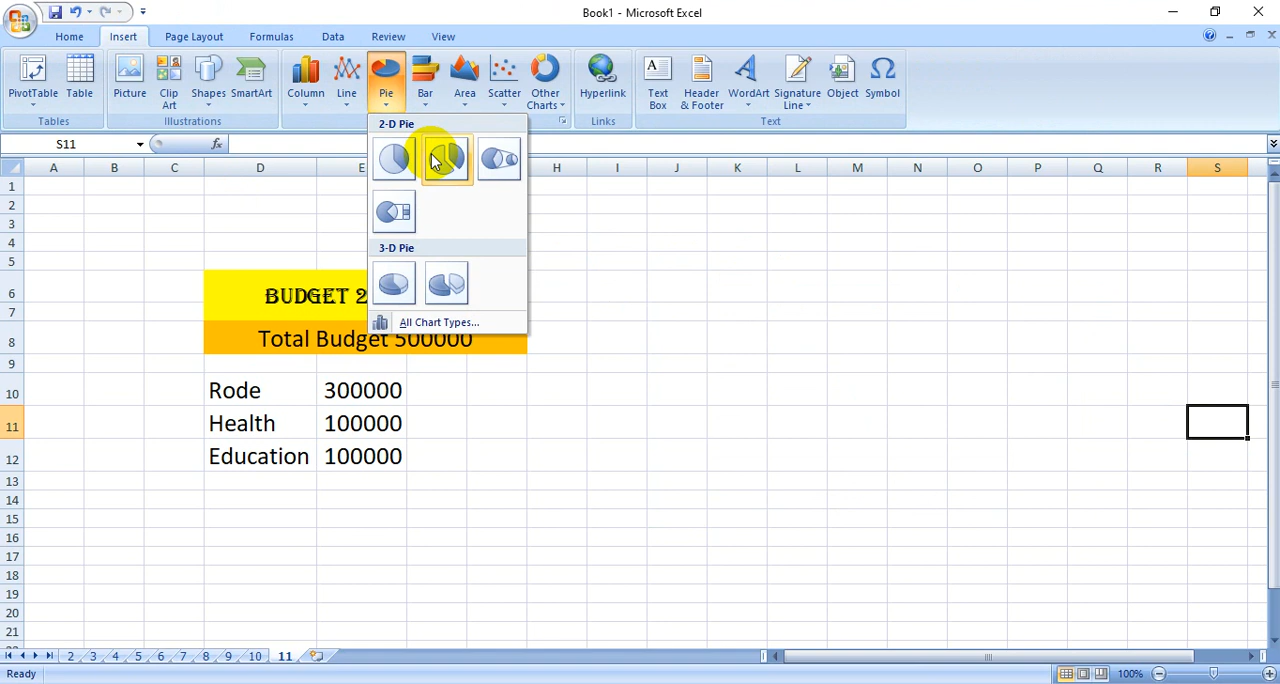 Book1 - Microsoft Excel
Home Insert Page Layout Formulas Data Review View
PivotTable Table Picture Clip Art Shapes SmartArt Column Line Pie Bar Area Scatter Other Charts Hyperlink Text Box Header & Footer WordArt Signature Line Object Symbol
Tables Illustrations Links Text
2-D Pie
3-D Pie
All Chart Types...
S11 fx
A B C D E H I J K L M N O P Q R S
1
2
3
4
5
6 BUDGET 2
7
8 Total Budget 500000
9
10 Rode 300000
11 Health 100000
12 Education 100000
13
14
15
16
17
18
19
20
21
2 3 4 5 6 7 8 9 10 11
Ready 100%